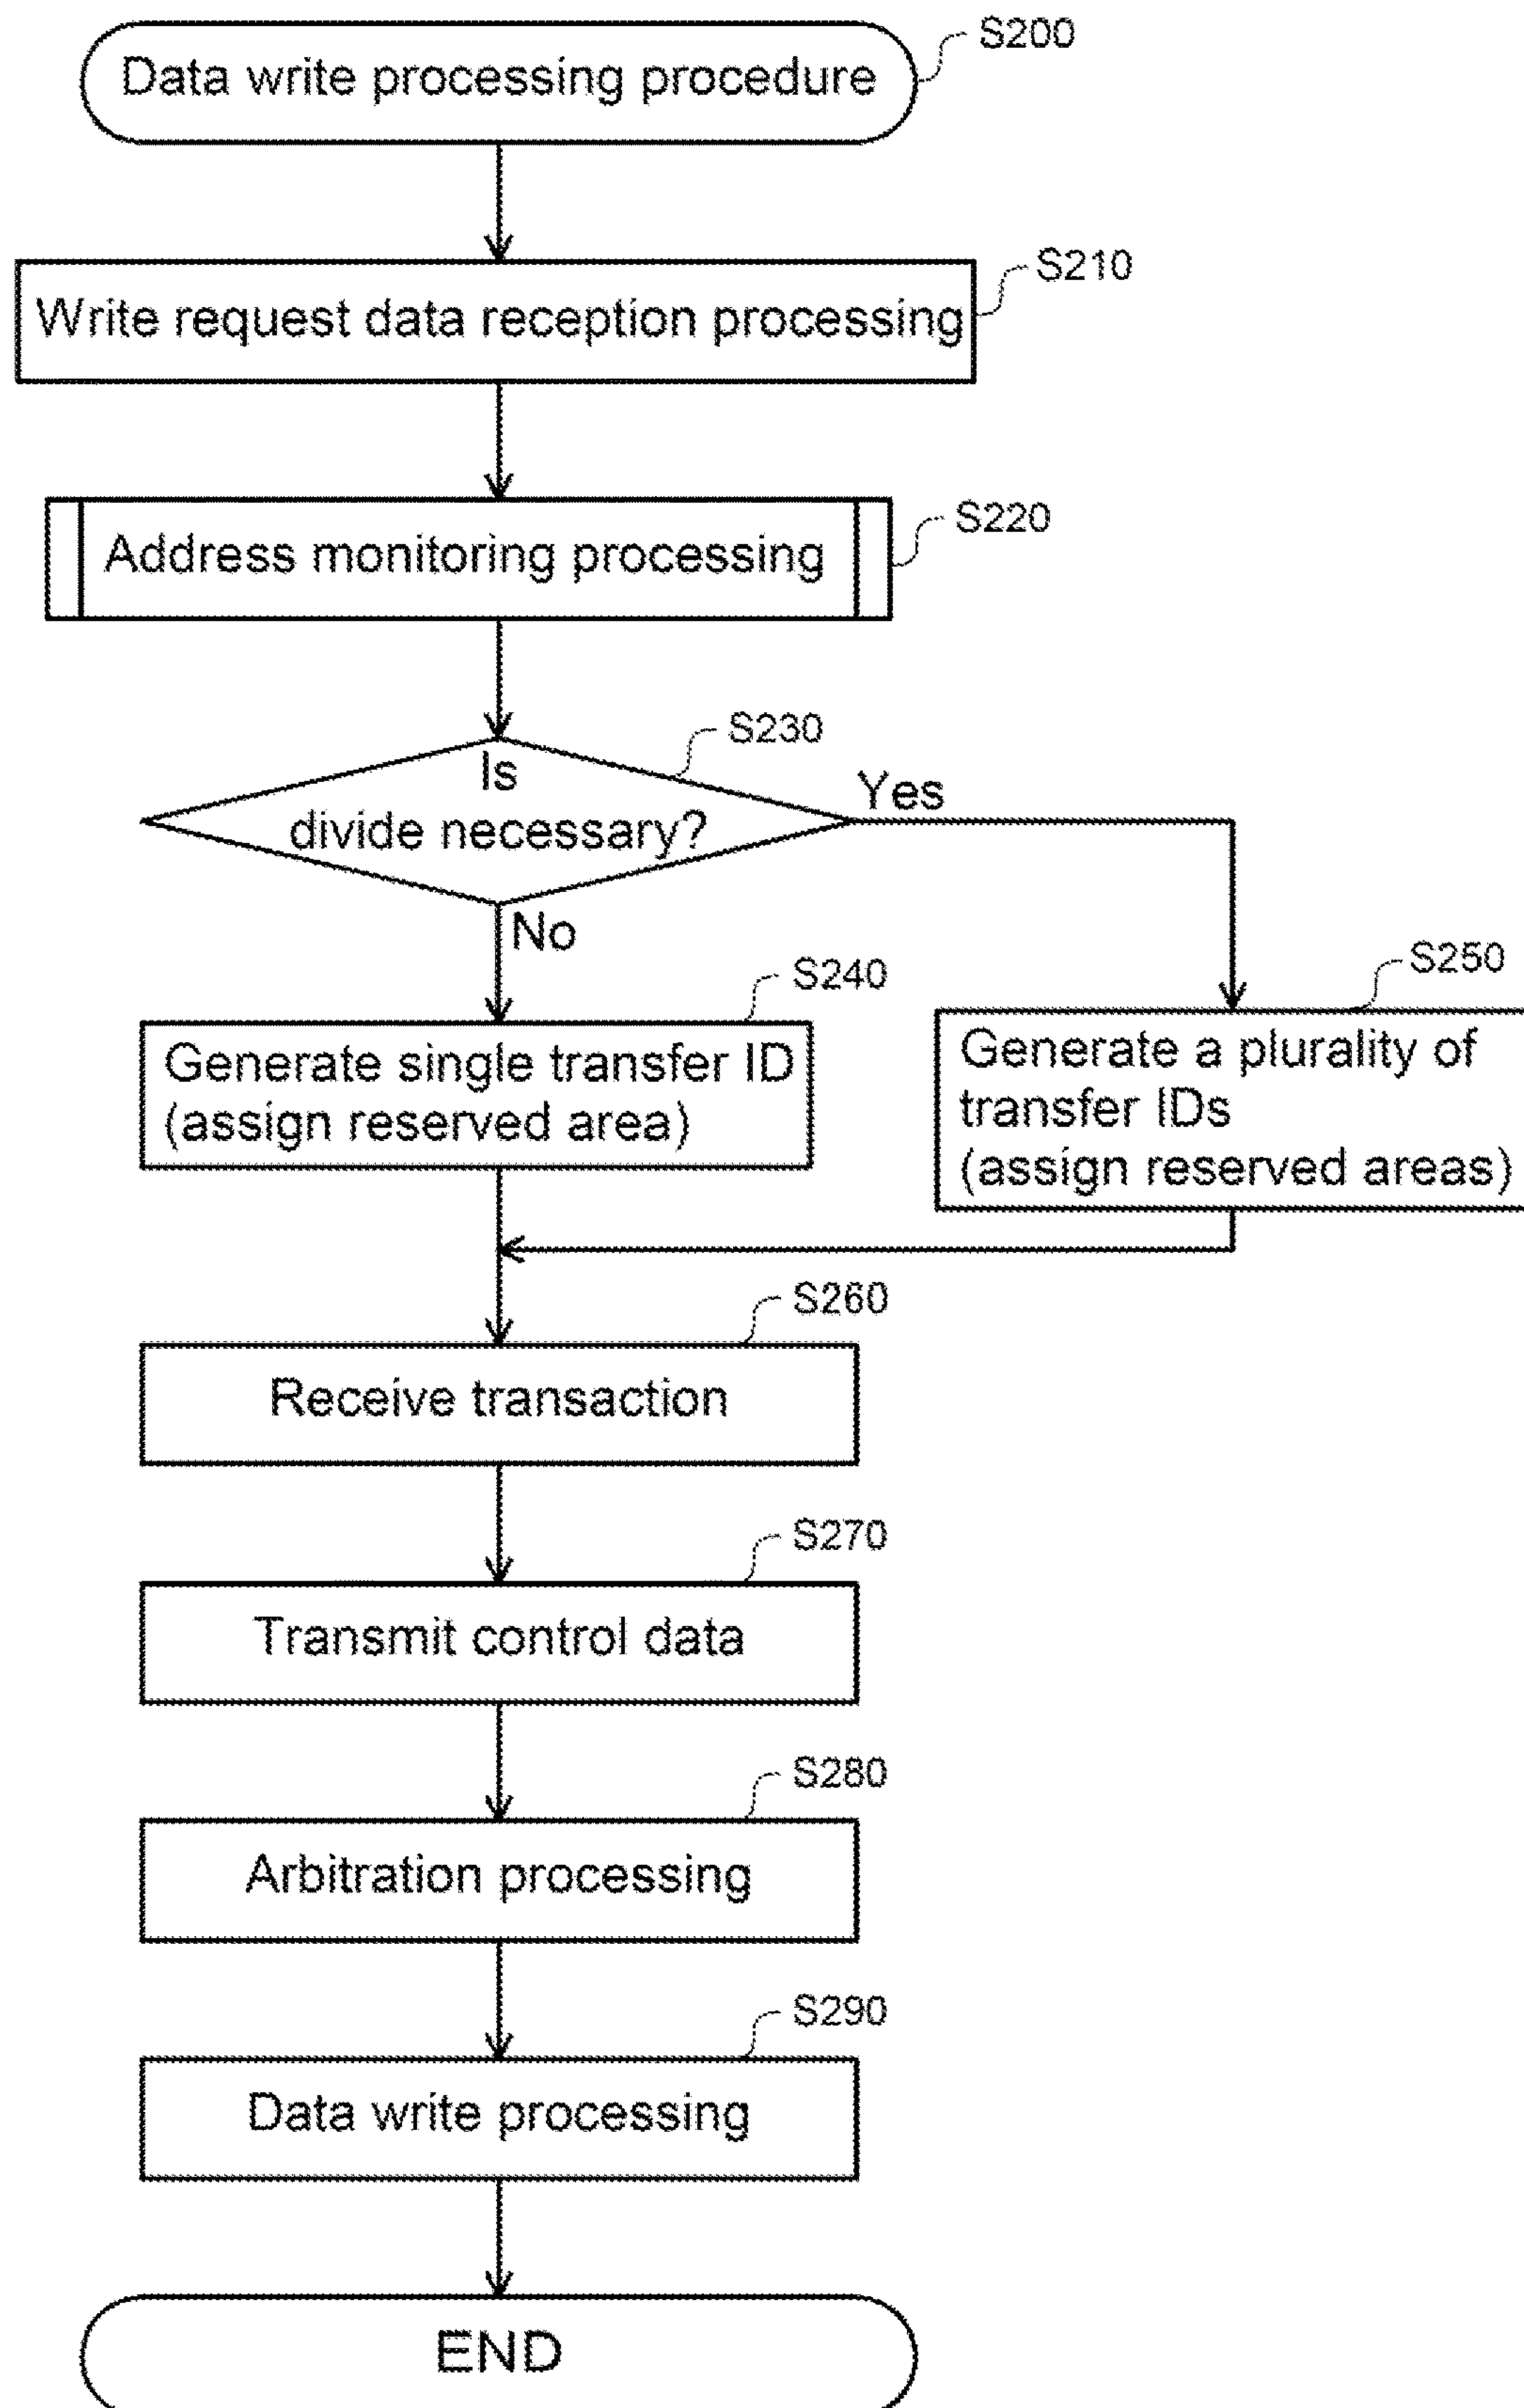 S200
Data write processing procedure
S210
Write request data reception processing
S220
Address monitoring processing
S230
Is
divide necessary?
Yes
No
S240
Generate single transfer ID
(assign reserved area)
S250
Generate a plurality of
transfer IDs
(assign reserved areas)
S260
Receive transaction
S270
Transmit control data
S280
Arbitration processing
S290
Data write processing
END